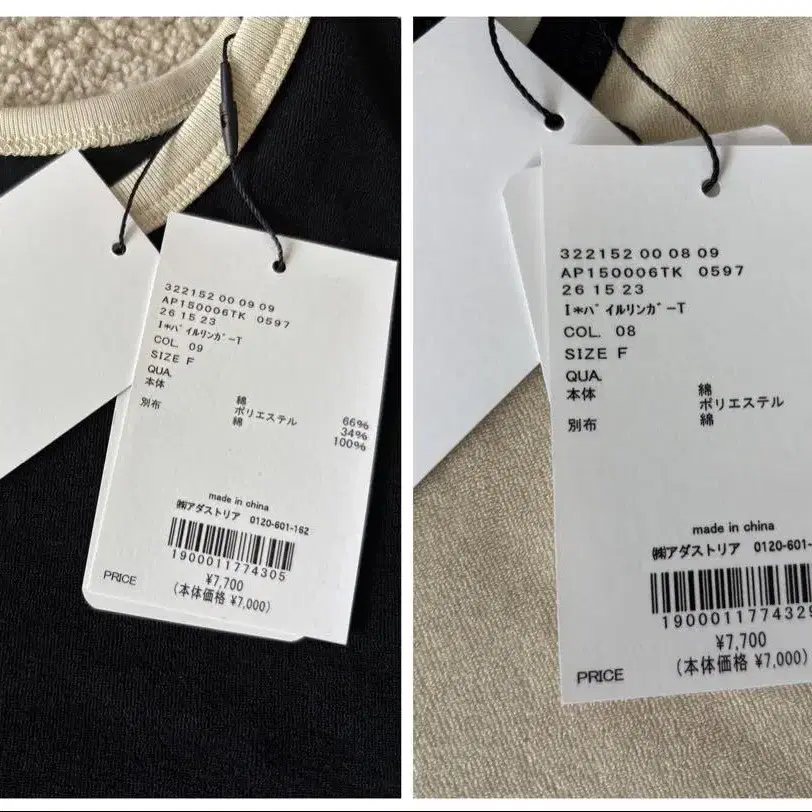 322152 00 09 09
AP150006TK 0597
26 15 23
I*パイルリンガーT
COL. 09
SIZE F
QUA.
本体 綿 66%
ポリエステル 34%
別布 綿 100%
made in china
㈱アダストリア 0120-601-162
1900011774305
PRICE ¥7,700
(本体価格 ¥7,000)
322152 00 08 09
AP150006TK 0597
26 15 23
I*パイルリンガーT
COL. 08
SIZE F
QUA.
本体 綿
ポリエステル
別布 綿
made in china
㈱アダストリア 0120-601-
190001177432
¥7,700
(本体価格 ¥7,000)
PRICE